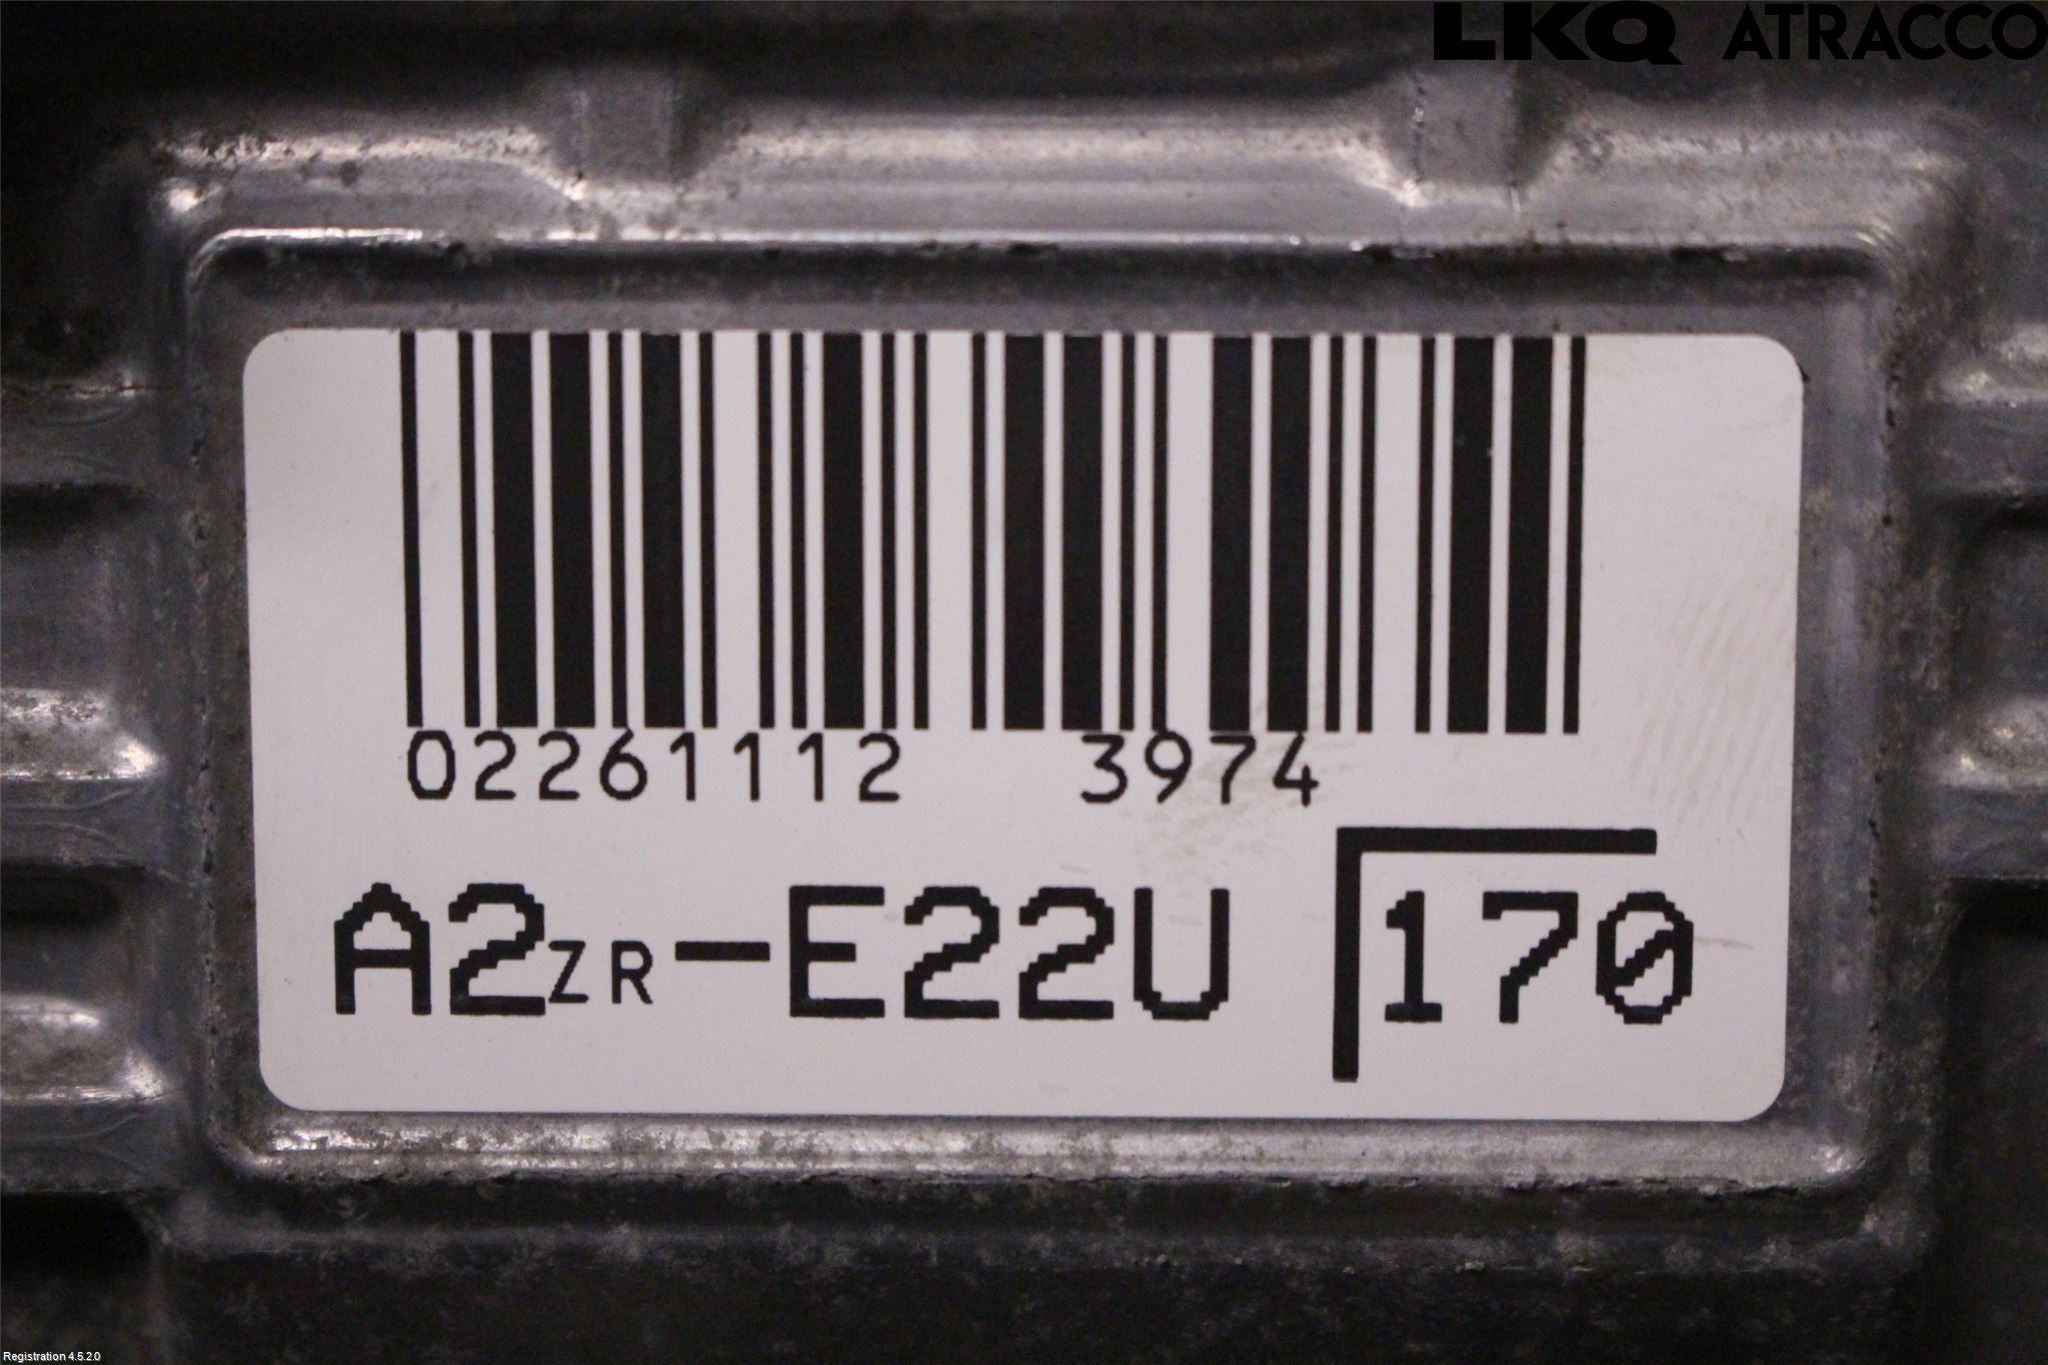 LKQ ATRACCO
02261112 3974
A2ZR-E22U 170
Registration 4.5.2.0